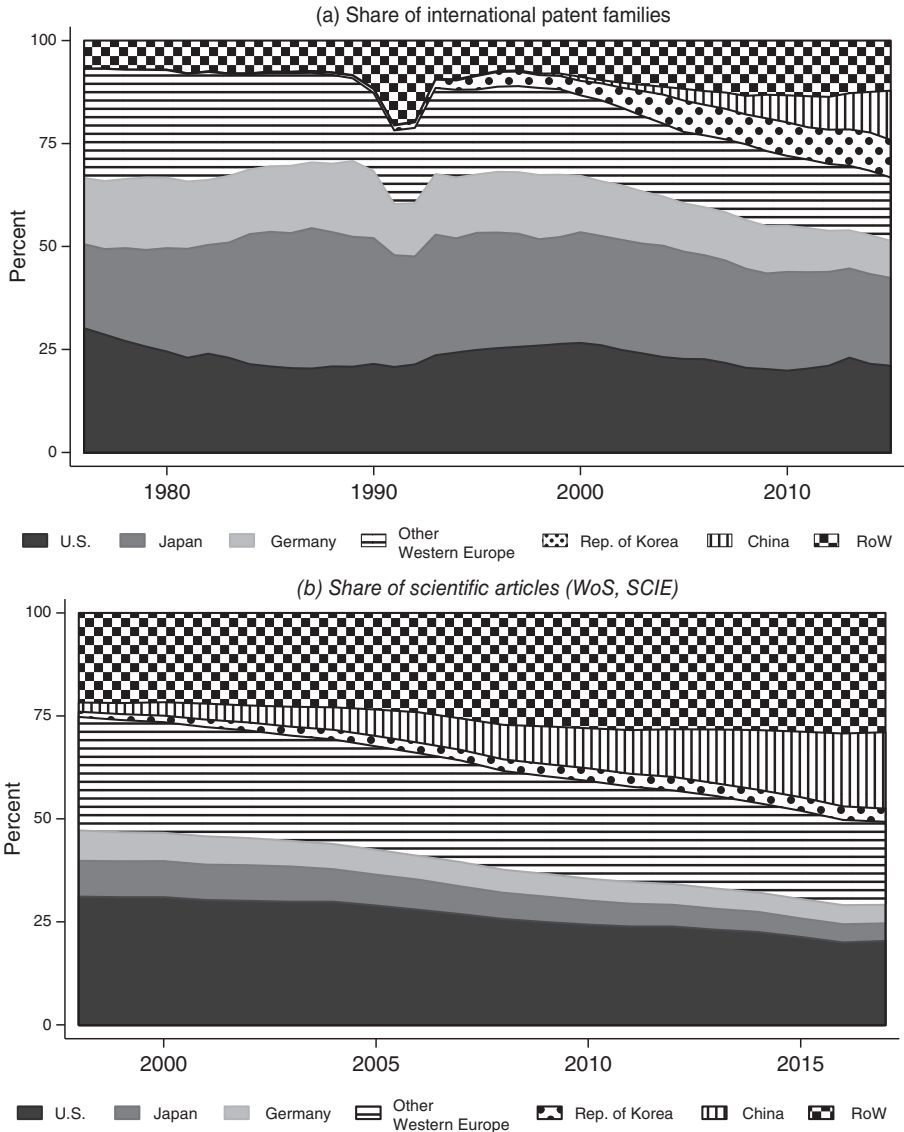 (a) Share of international patent families
100
75
50
25
0
Percent
1980 1990 2000 2010
U.S. Japan Germany Other Western Europe Rep. of Korea China RoW
(b) Share of scientific articles (WoS, SCIE)
100
75
50
25
0
Percent
2000 2005 2010 2015
U.S. Japan Germany Other Western Europe Rep. of Korea China RoW